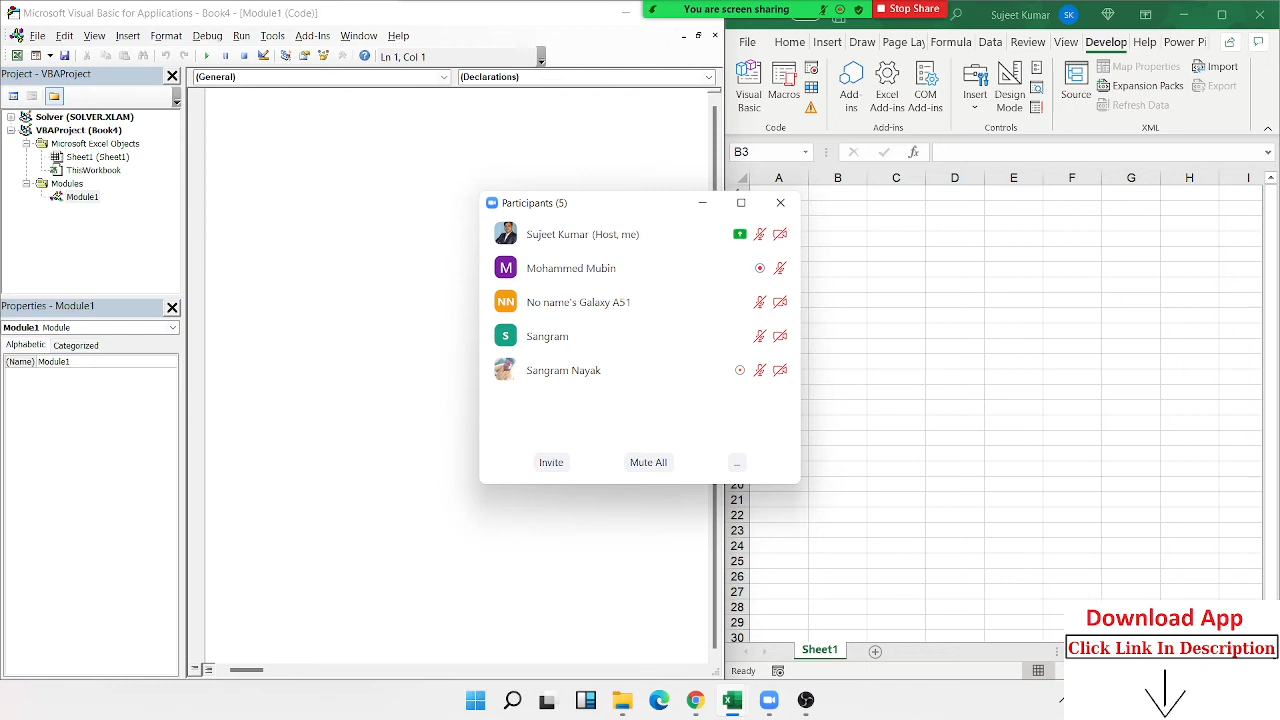 Microsoft Visual Basic for Applications - Book4 - [Module1 (Code)]
You are screen sharing
Stop Share
Sujeet Kumar
SK
File Edit View Insert Format Debug Run Tools Add-Ins Window Help
Ln 1, Col 1
File Home Insert Draw Page Lay Formula Data Review View Develop Help Power Pi
Project - VBAProject
(General)
(Declarations)
Solver (SOLVER.XLAM)
VBAProject (Book4)
Microsoft Excel Objects
Sheet1 (Sheet1)
ThisWorkbook
Modules
Module1
Visual Basic
Macros
Add-ins
Excel Add-ins
COM Add-ins
Insert
Design Mode
Source
Map Properties
Expansion Packs
Refresh Data
Import
Export
Code
Add-ins
Controls
XML
B3
fx
A B C D E F G H I
Participants (5)
Sujeet Kumar (Host, me)
M
Mohammed Mubin
NN
No name's Galaxy A51
S
Sangram
Sangram Nayak
Invite
Mute All
...
Properties - Module1
Module1 Module
Alphabetic Categorized
(Name) Module1
20
21
22
23
24
25
26
27
28
29
30
Sheet1
Ready
Download App
Click Link In Description